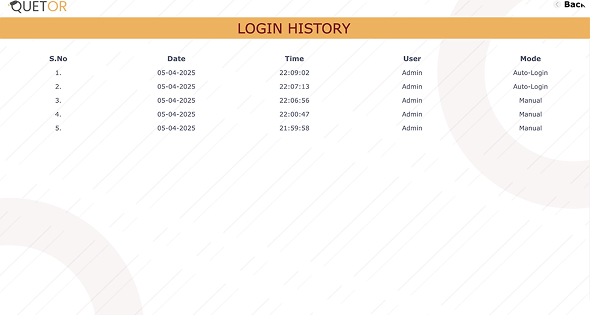 QUETOR
Back
LOGIN HISTORY
S.No Date Time User Mode
1. 05-04-2025 22:09:02 Admin Auto-Login
2. 05-04-2025 22:07:13 Admin Auto-Login
3. 05-04-2025 22:06:56 Admin Manual
4. 05-04-2025 22:00:47 Admin Manual
5. 05-04-2025 21:59:58 Admin Manual